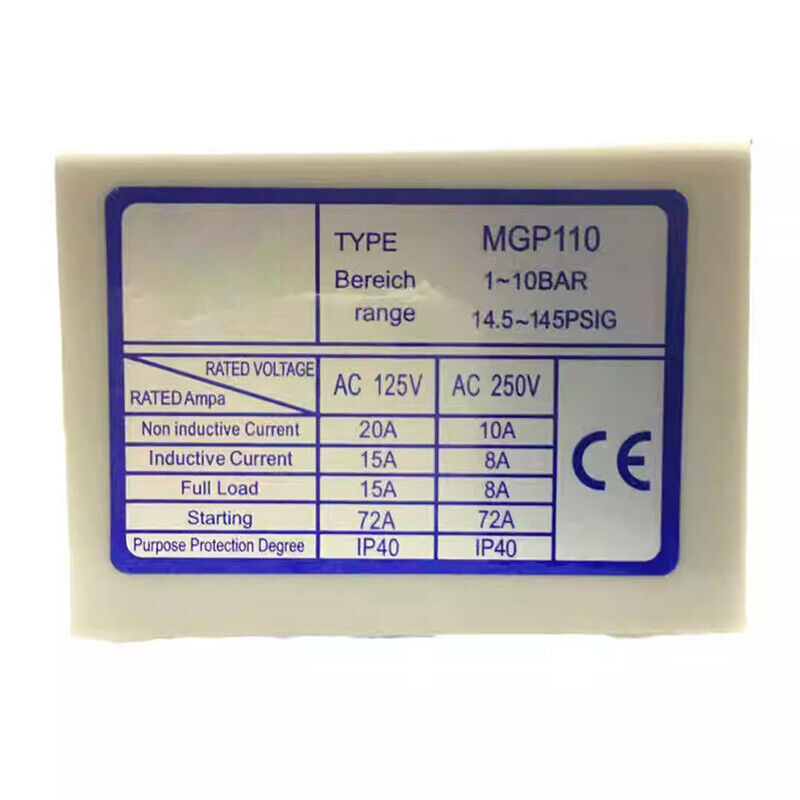 TYPE MGP110
Bereich 1~10BAR
range 14.5~145PSIG
RATED VOLTAGE AC 125V AC 250V
RATED Ampa
Non inductive Current 20A 10A
Inductive Current 15A 8A
Full Load 15A 8A
Starting 72A 72A
Purpose Protection Degree IP40 IP40
CE